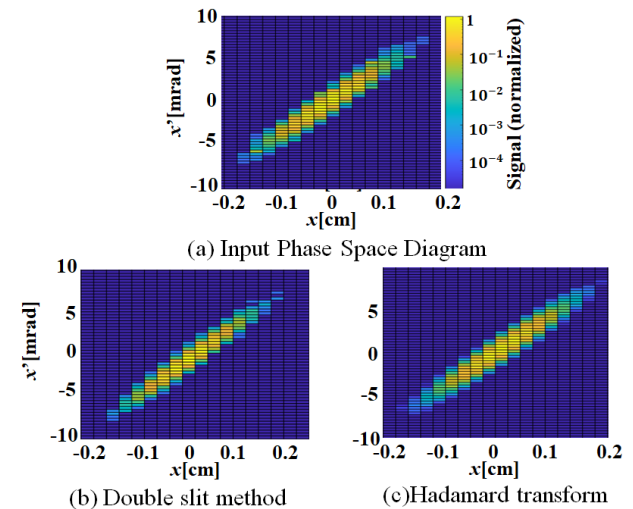 10
5
0
-5
-10
x'[mrad]
-0.2 -0.1 0 0.1 0.2
x[cm]
1
10⁻¹
10⁻²
10⁻³
10⁻⁴
Signal (normalized)
(a) Input Phase Space Diagram
10
5
0
-5
-10
x'[mrad]
-0.2 -0.1 0 0.1 0.2
x[cm]
(b) Double slit method
5
0
-5
-10
-0.2 -0.1 0 0.1 0.2
x[cm]
(c)Hadamard transform